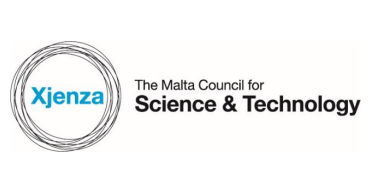 Xjenza
The Malta Council for
Science & Technology